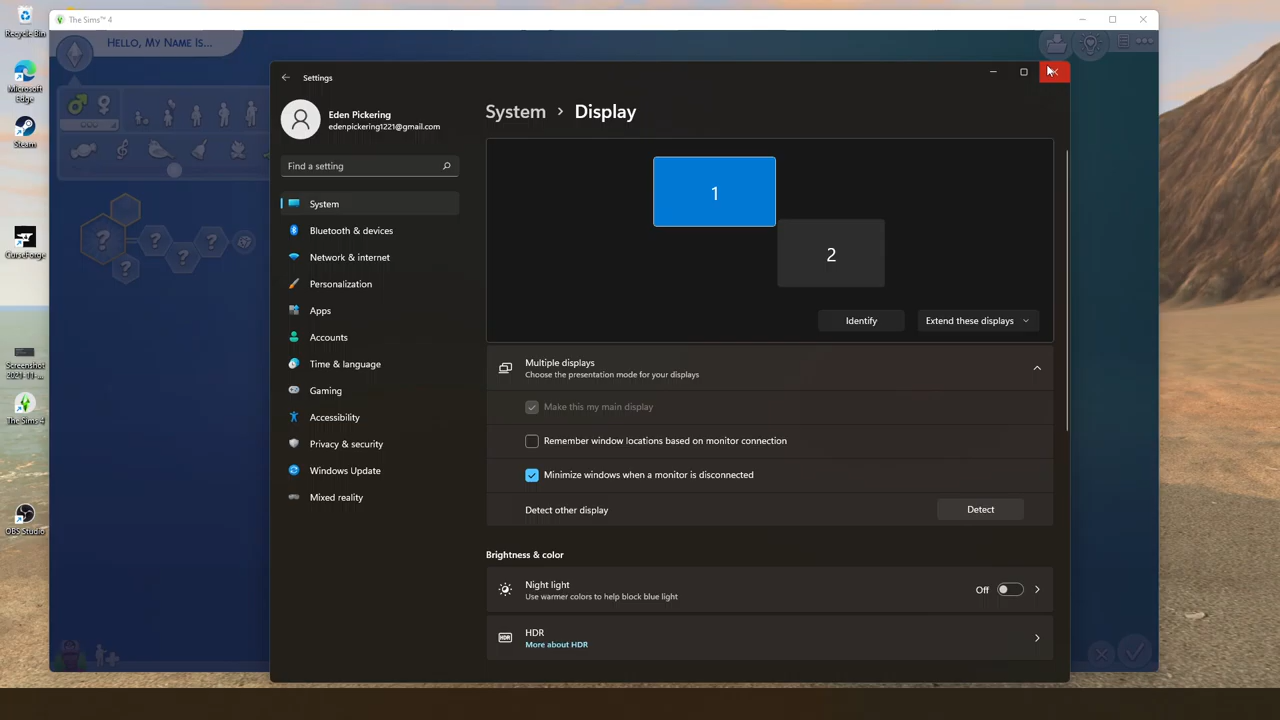 The Sims™ 4
Recycle Bin
Hello, My Name Is...
Microsoft
Edge
Steam
CurseForge
Screenshot
2021-11-...
The Sims 4
OBS Studio
Settings
Eden Pickering
edenpickering1221@gmail.com
Find a setting
System
Bluetooth & devices
Network & internet
Personalization
Apps
Accounts
Time & language
Gaming
Accessibility
Privacy & security
Windows Update
Mixed reality
System > Display
1
2
Identify
Extend these displays
Multiple displays
Choose the presentation mode for your displays
Make this my main display
Remember window locations based on monitor connection
Minimize windows when a monitor is disconnected
Detect other display
Detect
Brightness & color
Night light
Use warmer colors to help block blue light
Off
HDR
HDR
More about HDR